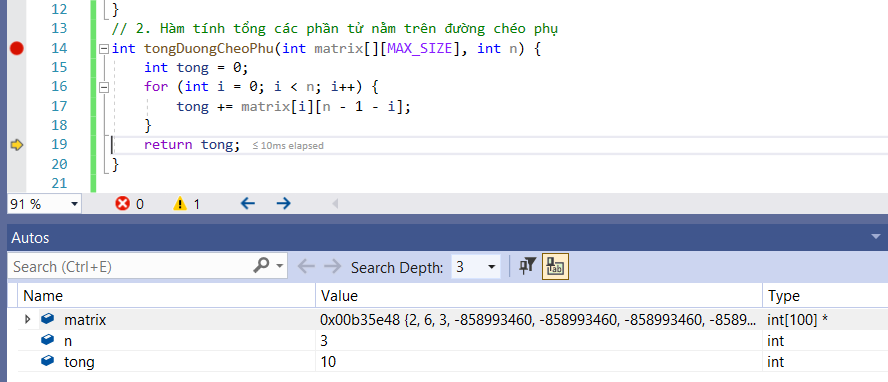 12 }
13 // 2. Hàm tính tổng các phần tử nằm trên đường chéo phụ
14 int tongDuongCheoPhu(int matrix[][MAX_SIZE], int n) {
15 int tong = 0;
16 for (int i = 0; i < n; i++) {
17 tong += matrix[i][n - 1 - i];
18 }
19 return tong; ≤ 10ms elapsed
20 }
21
91 % 0 1
Autos
Search (Ctrl+E) Search Depth: 3
Name Value Type
matrix 0x00b35e48 {2, 6, 3, -858993460, -858993460, -858993460, -8589... int[100] *
n 3 int
tong 10 int